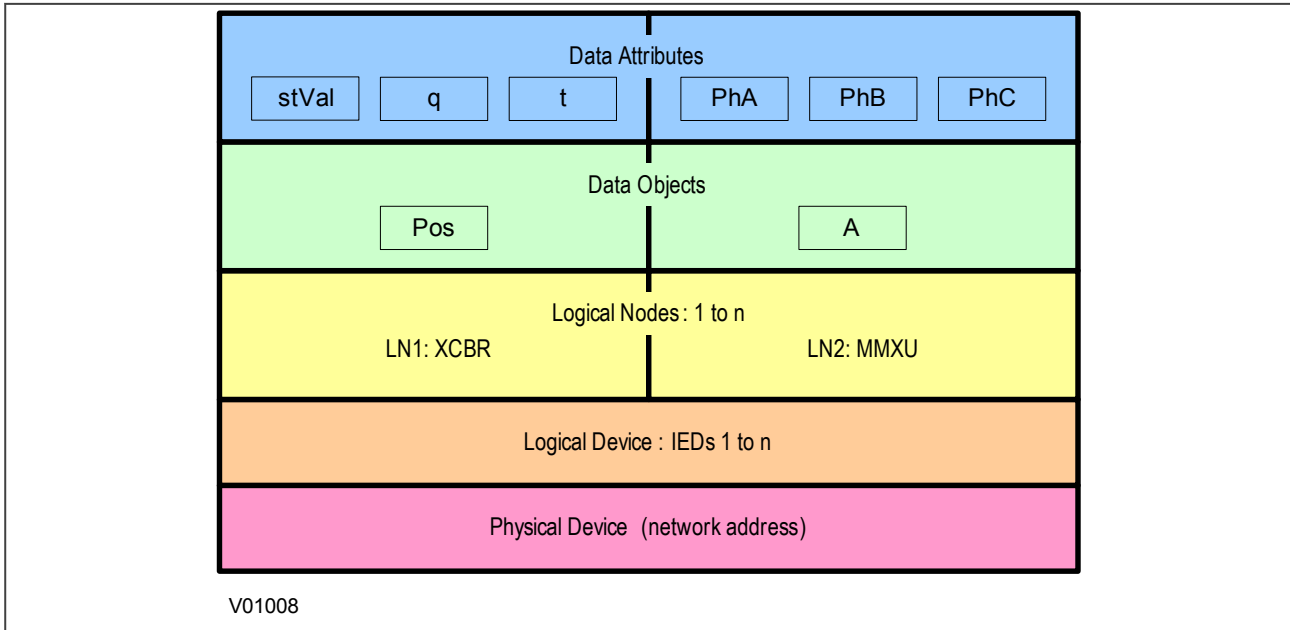 Data Attributes
stVal q t PhA PhB PhC
Data Objects
Pos A
Logical Nodes : 1 to n
LN1: XCBR LN2: MMXU
Logical Device : IEDs 1 to n
Physical Device (network address)
V01008